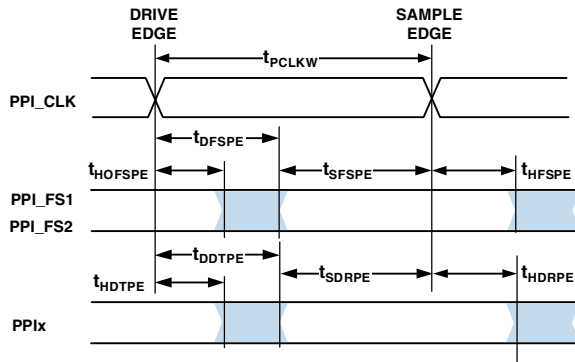 DRIVE EDGE
SAMPLE EDGE
tPCLKW
PPI_CLK
tDFSPE
tHOFSPE
tSFSPE
tHFSPE
PPI_FS1
PPI_FS2
tDDTPE
tSDRPE
tHDTPE
tHDRPE
PPIx